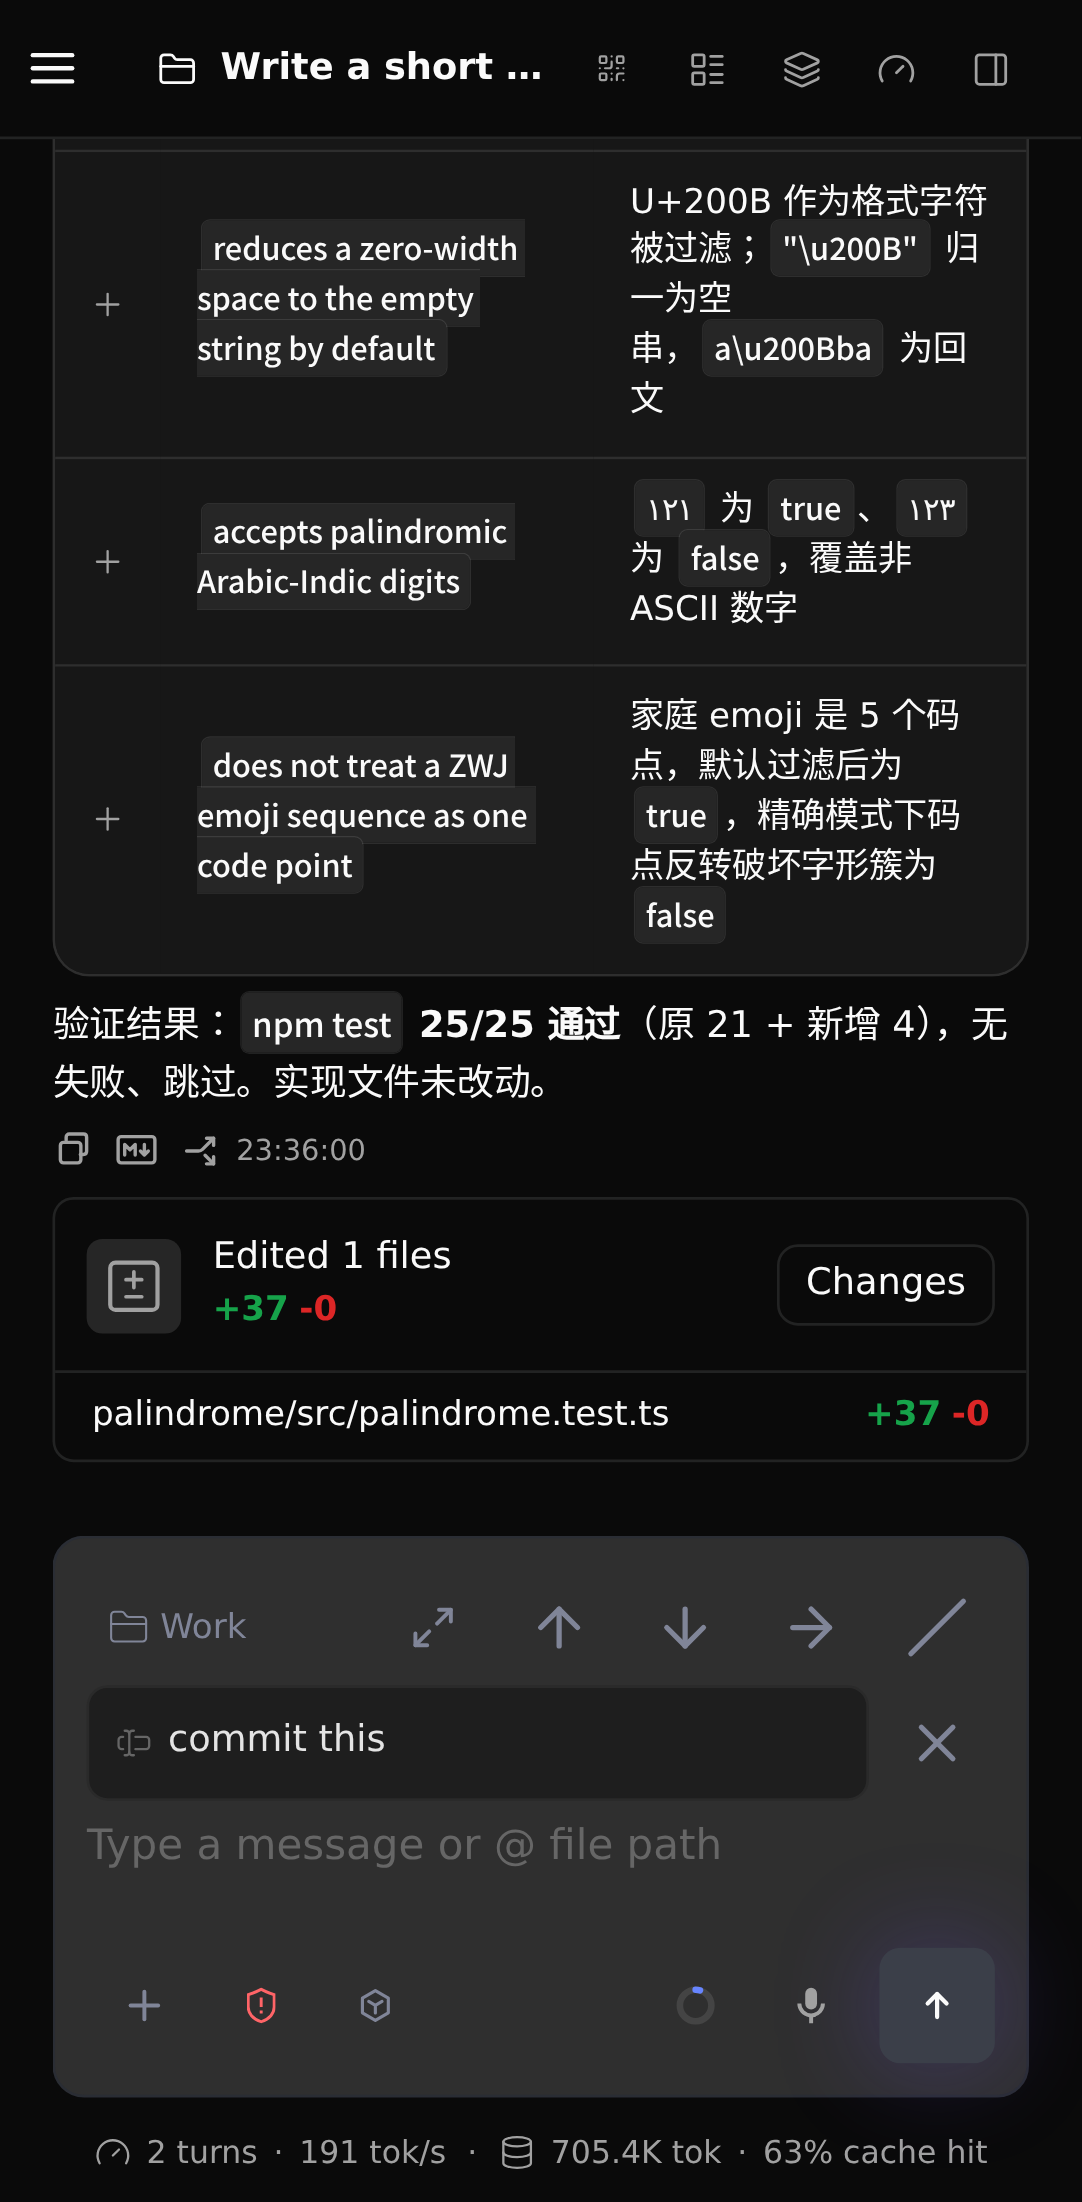 Write a short ...
reduces a zero-width
space to the empty
string by default
U+200B 作为格式字符
被过滤； "\u200B" 归
一为空
串， a\u200Bba 为回
文
accepts palindromic
Arabic-Indic digits
١٢١ 为 true 、 ١٢٣
为 false ，覆盖非
ASCII 数字
does not treat a ZWJ
emoji sequence as one
code point
家庭 emoji 是 5 个码
点，默认过滤后为
true ，精确模式下码
点反转破坏字形簇为
false
验证结果： npm test 25/25 通过（原 21 + 新增 4），无
失败、跳过。实现文件未改动。
23:36:00
Edited 1 files
+37 -0
Changes
palindrome/src/palindrome.test.ts +37 -0
Work
commit this
Type a message or @ file path
2 turns · 191 tok/s · 705.4K tok · 63% cache hit